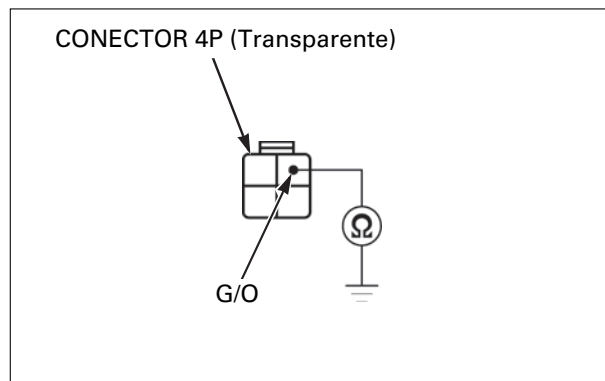 CONECTOR 4P (Transparente)
Ω
G/O